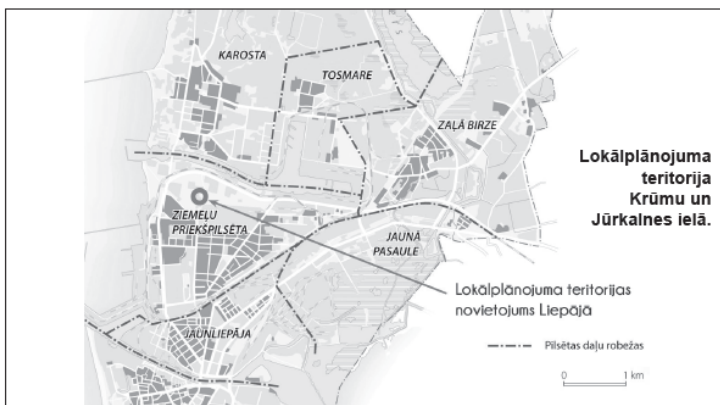 KAROSTA
TOSMARE
ZAĻĀ BIRZE
Lokālplānojuma
teritorija
Krūmu un
Jūrkalnes ielā.
ZIEMEĻU
PRIEKŠPILSĒTA
JAUNĀ
PASAULE
Lokālplānojuma teritorijas
novietojums Liepājā
JAUNLIEPĀJA
Pilsētas daļu robežas
0 1 km